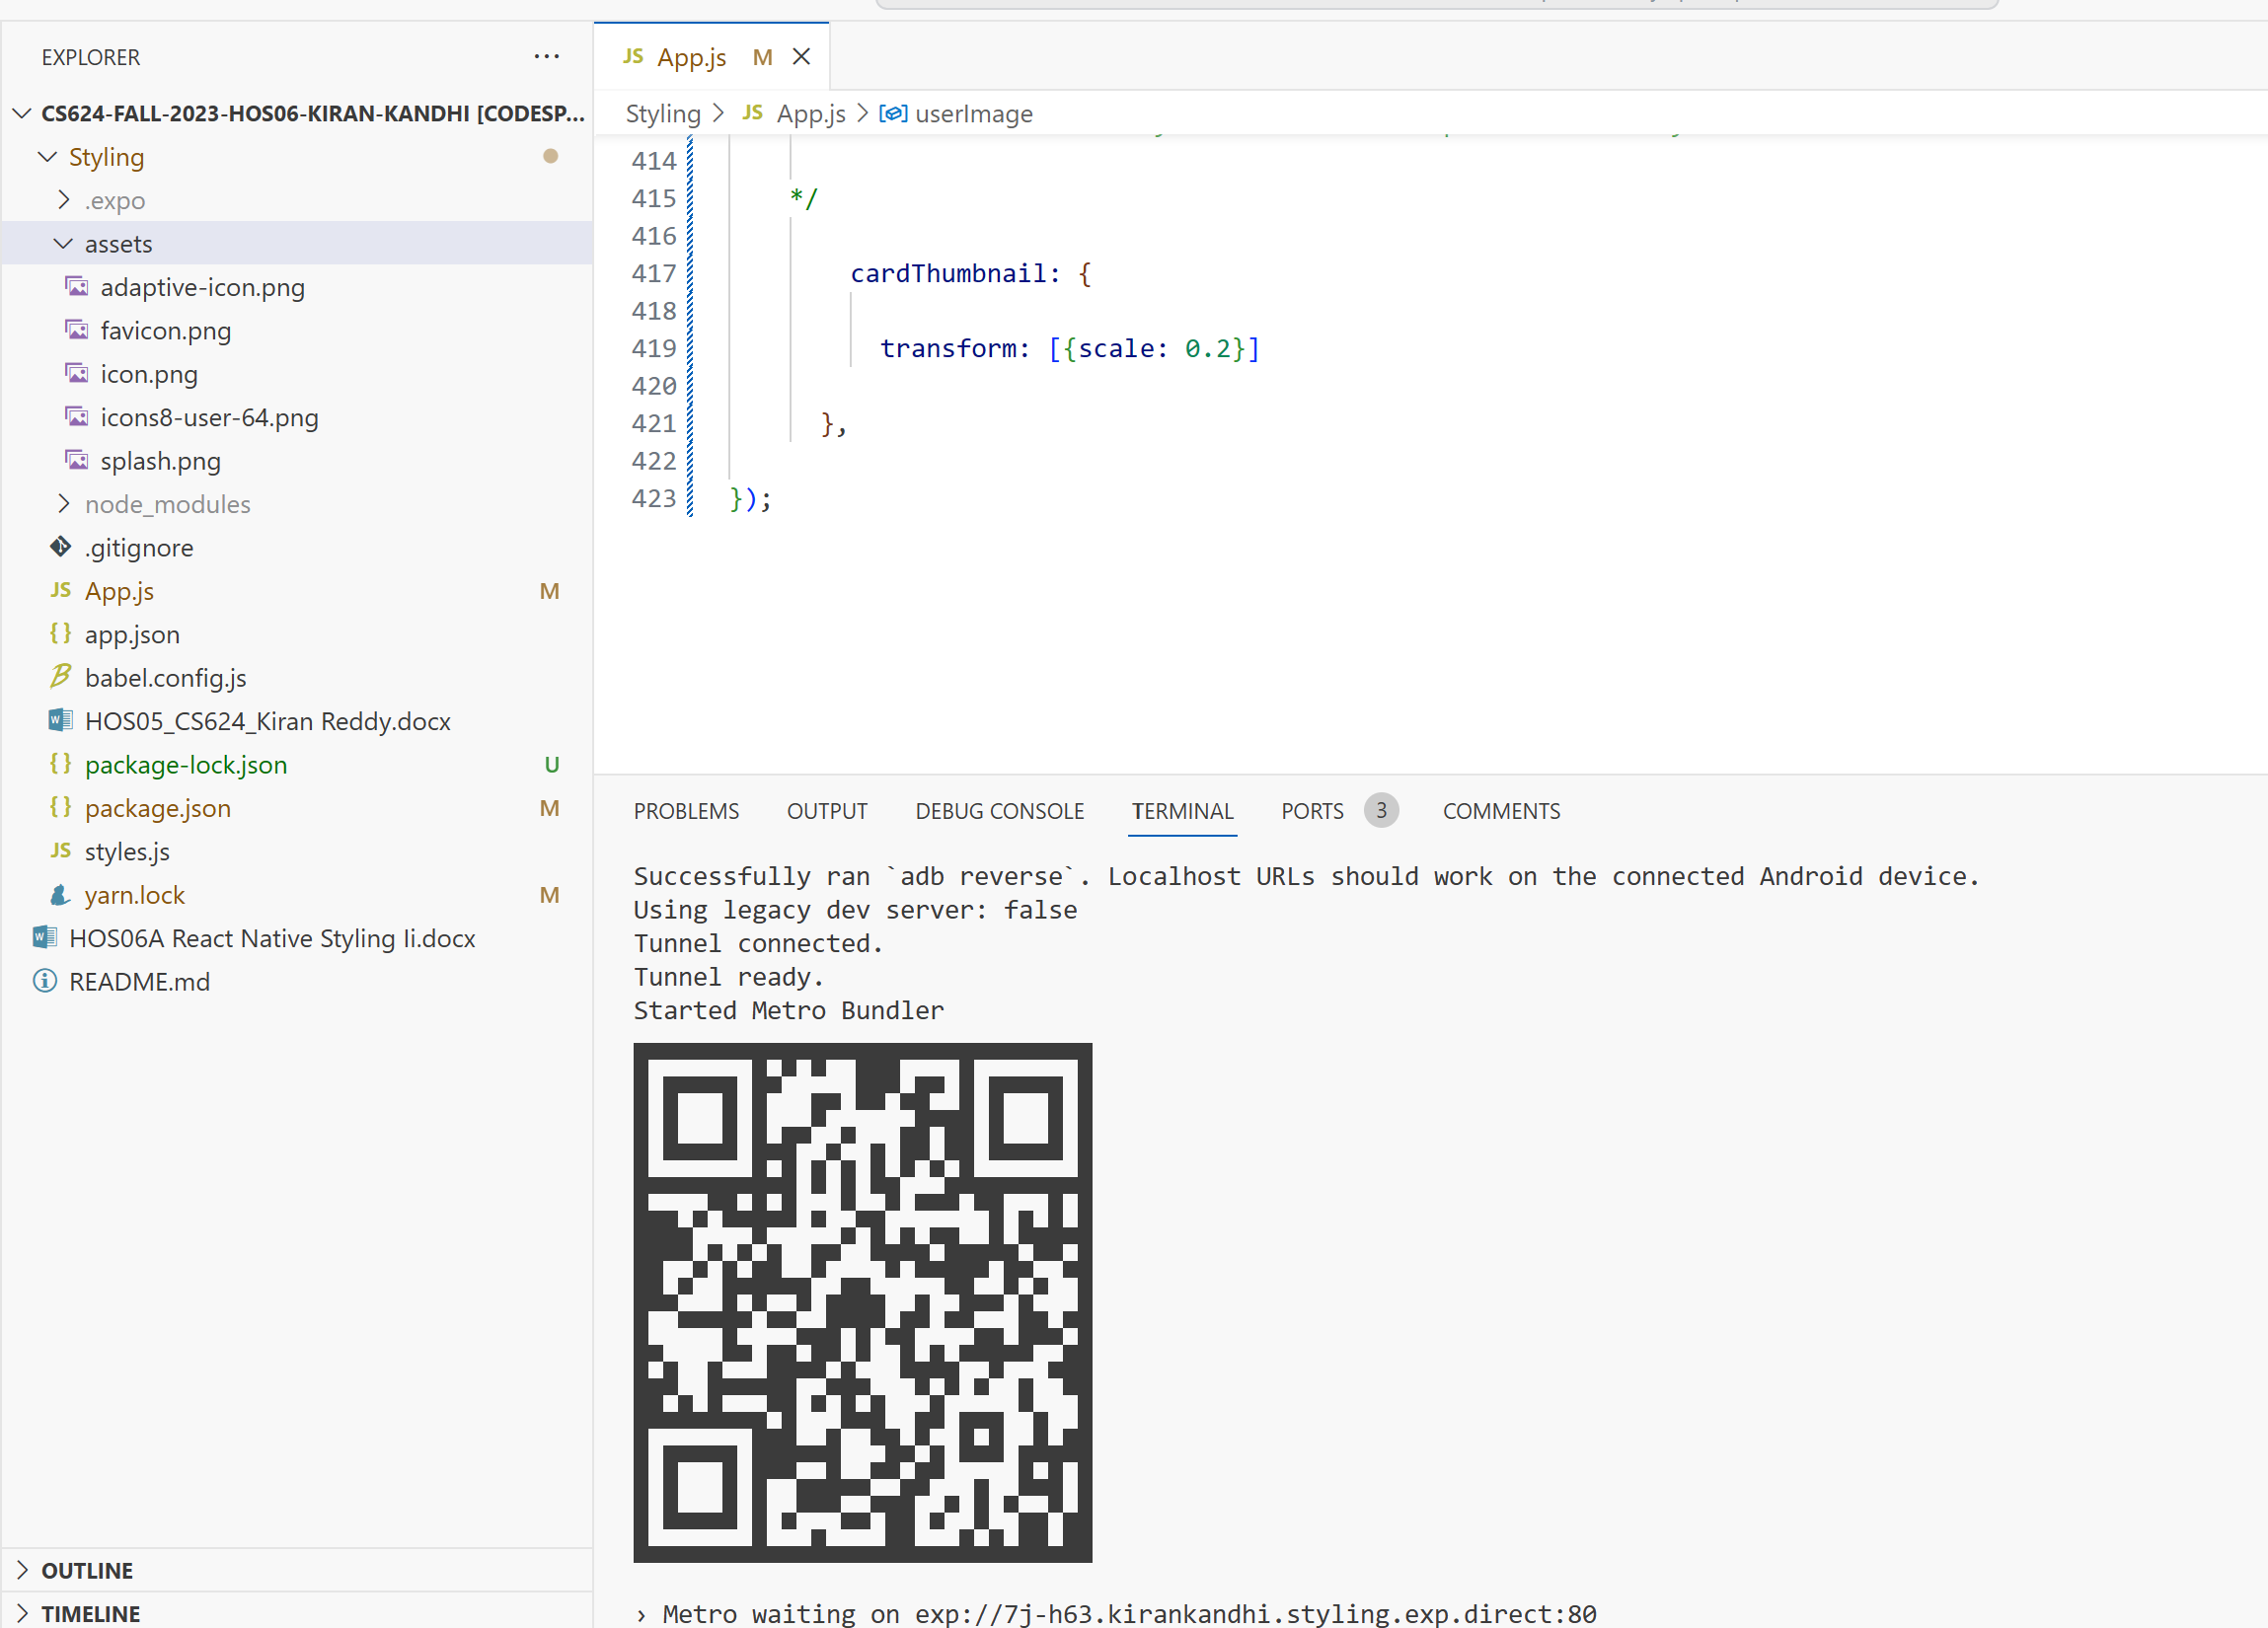 EXPLORER
CS624-FALL-2023-HOS06-KIRAN-KANDHI [CODESP...
Styling
.expo
assets
adaptive-icon.png
favicon.png
icon.png
icons8-user-64.png
splash.png
node_modules
.gitignore
JS App.js M
{} app.json
babel.config.js
HOS05_CS624_Kiran Reddy.docx
{} package-lock.json U
{} package.json M
JS styles.js
yarn.lock M
HOS06A React Native Styling Ii.docx
README.md
OUTLINE
TIMELINE
JS App.js M
Styling > JS App.js > userImage
414
415 */
416
417 cardThumbnail: {
418
419 transform: [{scale: 0.2}]
420
421 },
422
423 });
PROBLEMS OUTPUT DEBUG CONSOLE TERMINAL PORTS 3 COMMENTS
Successfully ran `adb reverse`. Localhost URLs should work on the connected Android device.
Using legacy dev server: false
Tunnel connected.
Tunnel ready.
Started Metro Bundler
› Metro waiting on exp://7j-h63.kirankandhi.styling.exp.direct:80